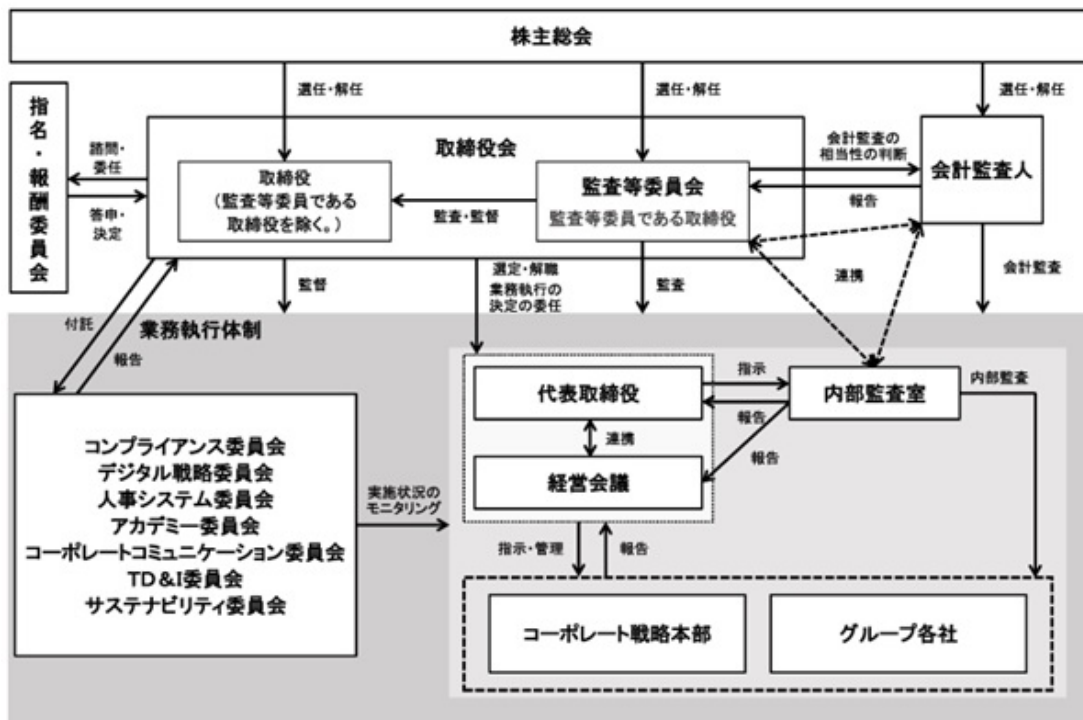 株主総会
選任・解任
選任・解任
選任・解任
指名・報酬委員会
諮問・
委任
答申・
決定
取締役会
取締役
(監査等委員である
取締役を除く。)
監査・監督
監査等委員会
監査等委員である取締役
会計監査の
相当性の判断
報告
会計監査人
連携
会計監査
付託
報告
監督
選定・解職
業務執行の
決定の委任
監査
業務執行体制
コンプライアンス委員会
デジタル戦略委員会
人事システム委員会
アカデミー委員会
コーポレートコミュニケーション委員会
TD&I委員会
サステナビリティ委員会
実施状況の
モニタリング
代表取締役
連携
経営会議
指示
報告
報告
内部監査室
内部監査
指示・管理
報告
コーポレート戦略本部
グループ各社